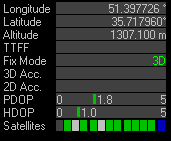 Longitude 51.397726 °
Latitude 35.717960°
Altitude 1307.100 m
TTFF
Fix Mode 3D
3D Acc.
2D Acc.
PDOP 0 1.8 5
HDOP 0 1.0 5
Satellites